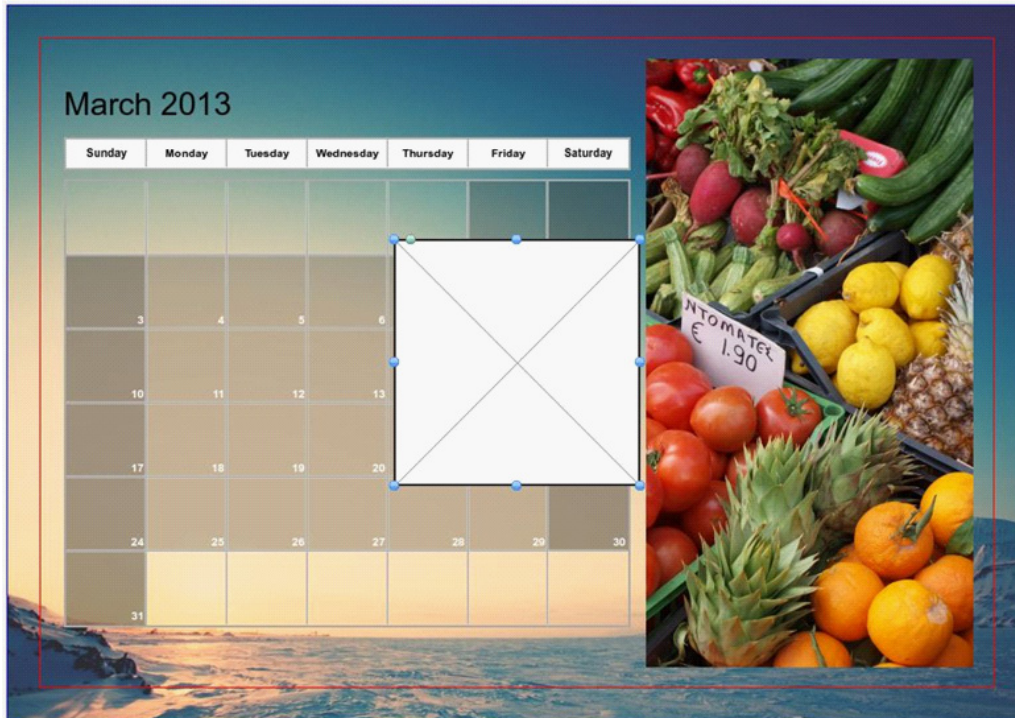 March 2013
Sunday Monday Tuesday Wednesday Thursday Friday Saturday
3 4 5 6
10 11 12 13
17 18 19 20
24 25 26 27 28 29 30
31
ΝΤΟΜΑΤΕΣ
€ 1.90